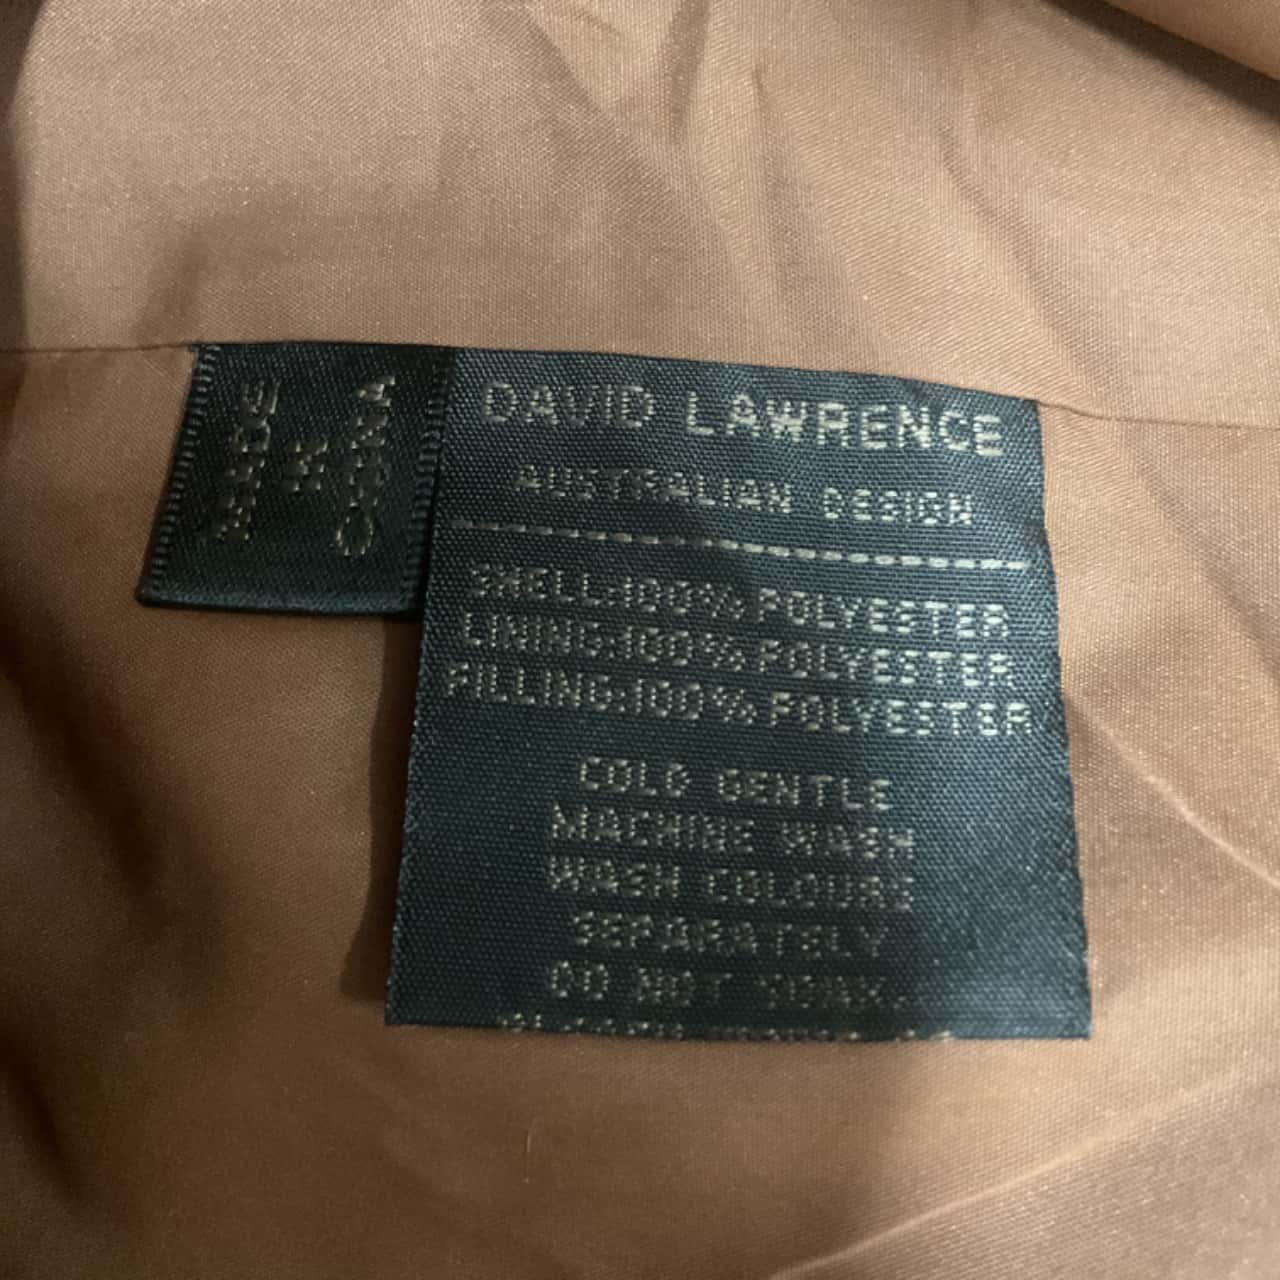 MADE
IN
CHINA
DAVID LAWRENCE
AUSTRALIAN DESIGN
SHELL:100% POLYESTER
LINING:100% POLYESTER
FILLING:100% POLYESTER
COLD GENTLE
MACHINE WASH
WASH COLOURS
SEPARATELY
DO NOT SOAK.